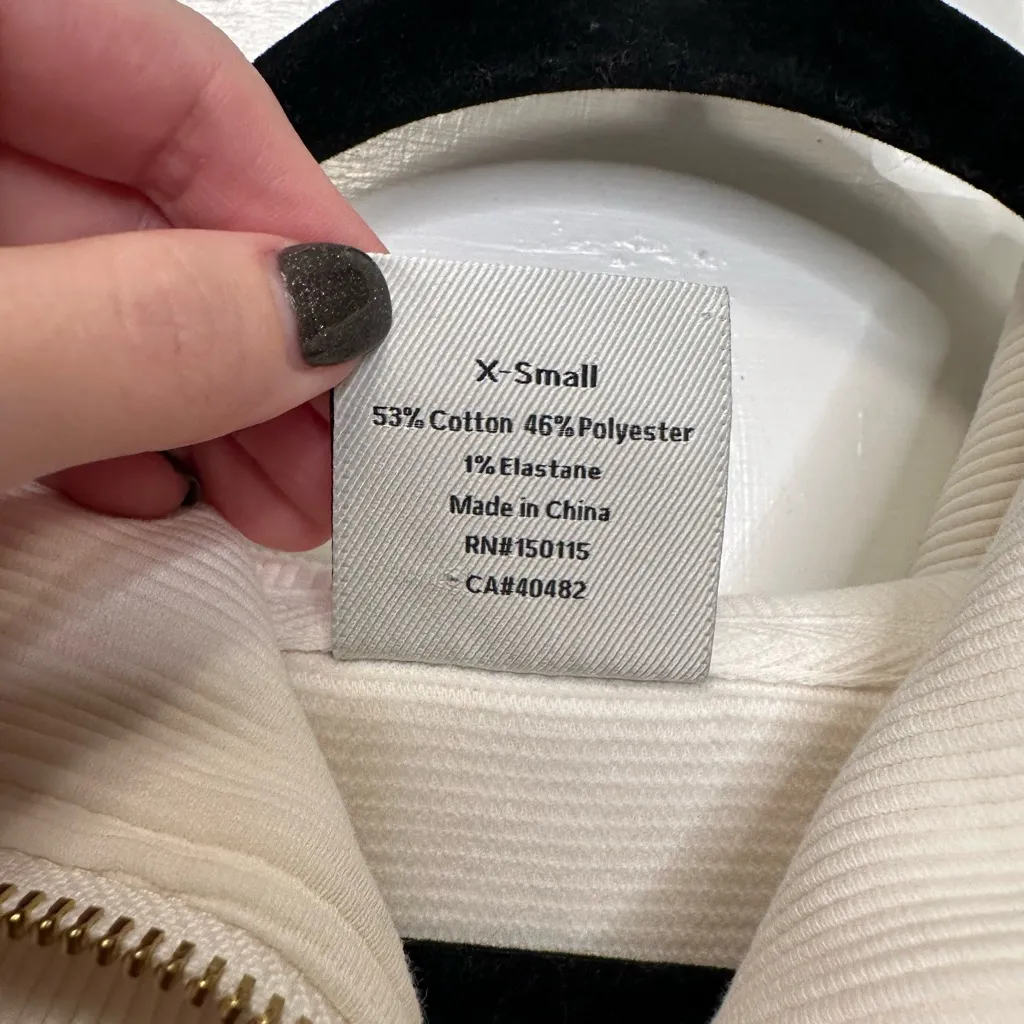 X-Small
53% Cotton 46% Polyester
1% Elastane
Made in China
RN#150115
CA#40482